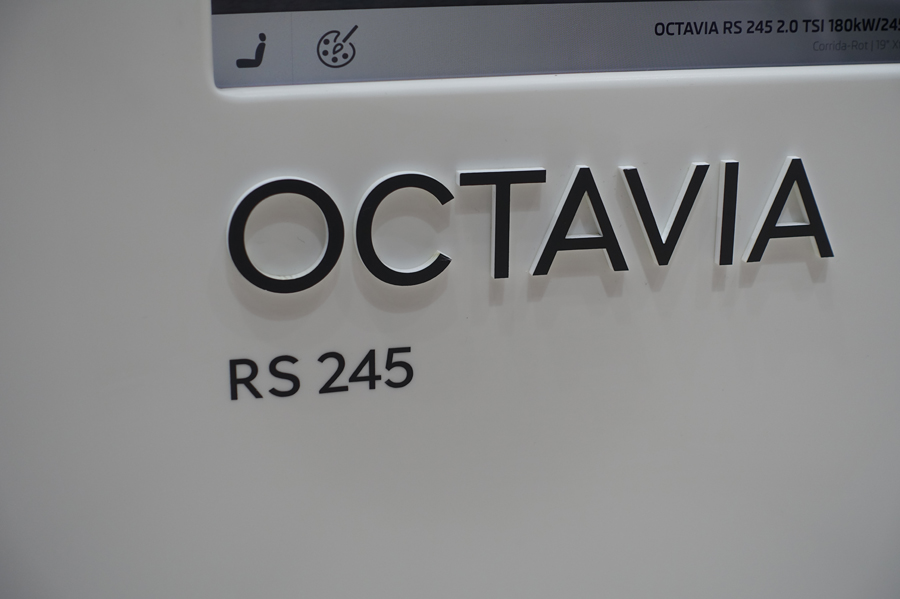 OCTAVIA RS 245 2.0 TSI 180kW/245
Corrida-Rot | 19"
OCTAVIA
RS 245